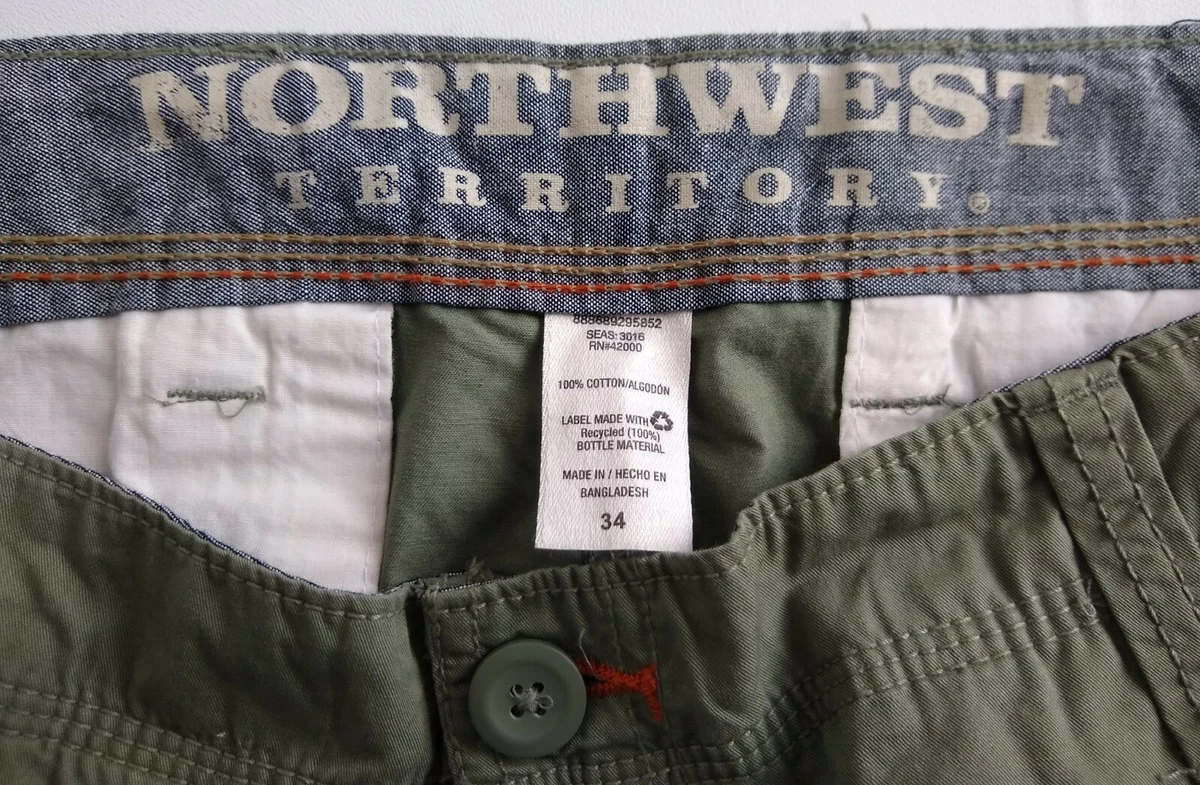 NORTHWEST
TERRITORY®
888689295852
SEAS: 3016
RN#42000
100% COTTON/ALGODÓN
LABEL MADE WITH
Recycled (100%)
BOTTLE MATERIAL
MADE IN / HECHO EN
BANGLADESH
34